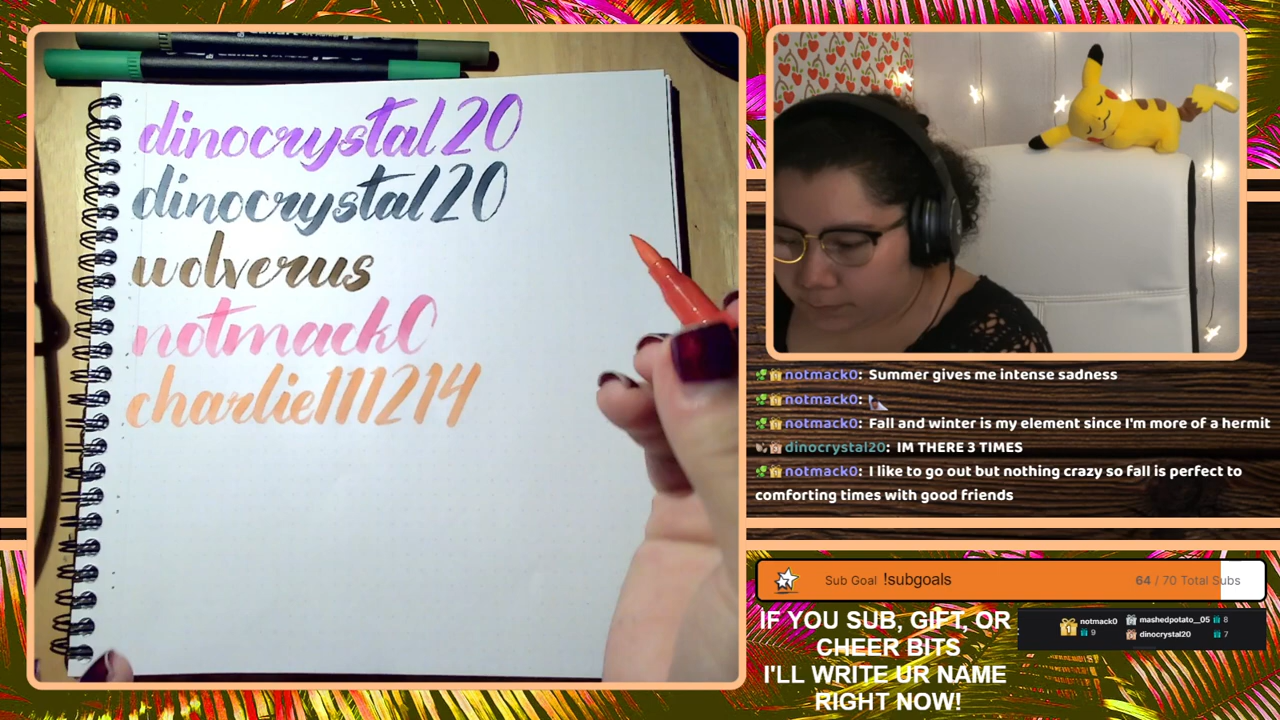 dinocrystal20
dinocrystal20
wolverus
notmack0
charlie111214
notmack0: Summer gives me intense sadness
notmack0:
notmack0: Fall and winter is my element since I'm more of a hermit
dinocrystal20: IM THERE 3 TIMES
notmack0: I like to go out but nothing crazy so fall is perfect to
comforting times with good friends
Sub Goal !subgoals 64 / 70 Total Subs
IF YOU SUB, GIFT, OR
CHEER BITS
I'LL WRITE UR NAME
RIGHT NOW!
1 notmack0 9
mashedpotato_05 8
dinocrystal20 7